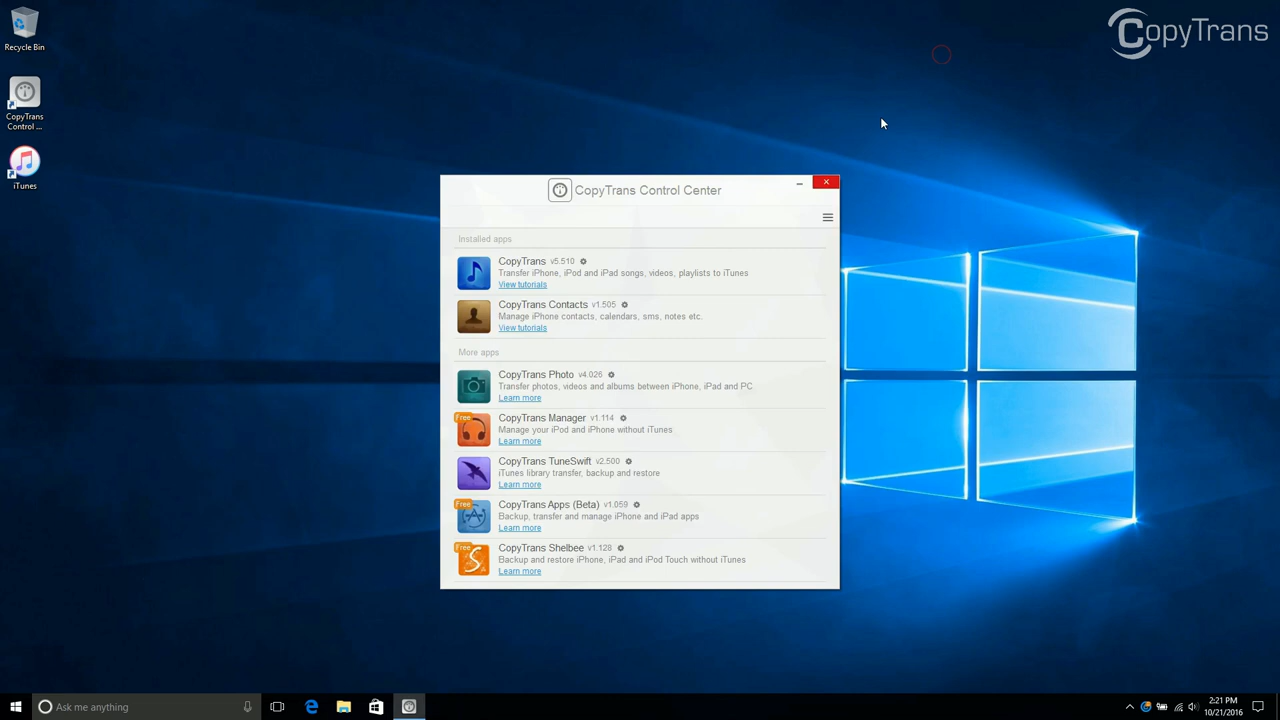 Recycle Bin
CopyTrans
Control ...
iTunes
CopyTrans
CopyTrans Control Center
Installed apps
CopyTrans v5.510
Transfer iPhone, iPod and iPad songs, videos, playlists to iTunes
View tutorials
CopyTrans Contacts v1.505
Manage iPhone contacts, calendars, sms, notes etc.
View tutorials
More apps
CopyTrans Photo v4.026
Transfer photos, videos and albums between iPhone, iPad and PC
Learn more
Free
CopyTrans Manager v1.114
Manage your iPod and iPhone without iTunes
Learn more
CopyTrans TuneSwift v2.500
iTunes library transfer, backup and restore
Learn more
Free
CopyTrans Apps (Beta) v1.059
Backup, transfer and manage iPhone and iPad apps
Learn more
Free
CopyTrans Shelbee v1.128
Backup and restore iPhone, iPad and iPod Touch without iTunes
Learn more
Ask me anything
2:21 PM
10/21/2016